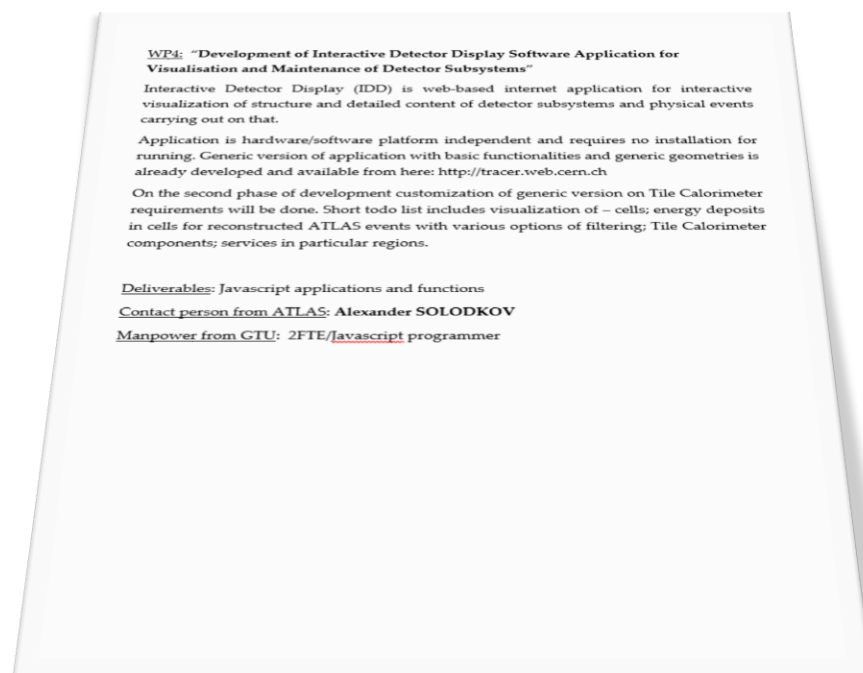 WP4: “Development of Interactive Detector Display Software Application for
Visualisation and Maintenance of Detector Subsystems”
Interactive Detector Display (IDD) is web-based internet application for interactive
visualization of structure and detailed content of detector subsystems and physical events
carrying out on that.
Application is hardware/software platform independent and requires no installation for
running. Generic version of application with basic functionalities and generic geometries is
already developed and available from here: http://tracer.web.cern.ch
On the second phase of development customization of generic version on Tile Calorimeter
requirements will be done. Short todo list includes visualization of – cells; energy deposits
in cells for reconstructed ATLAS events with various options of filtering; Tile Calorimeter
components; services in particular regions.
Deliverables: Javascript applications and functions
Contact person from ATLAS: Alexander SOLODKOV
Manpower from GTU: 2FTE/Javascript programmer